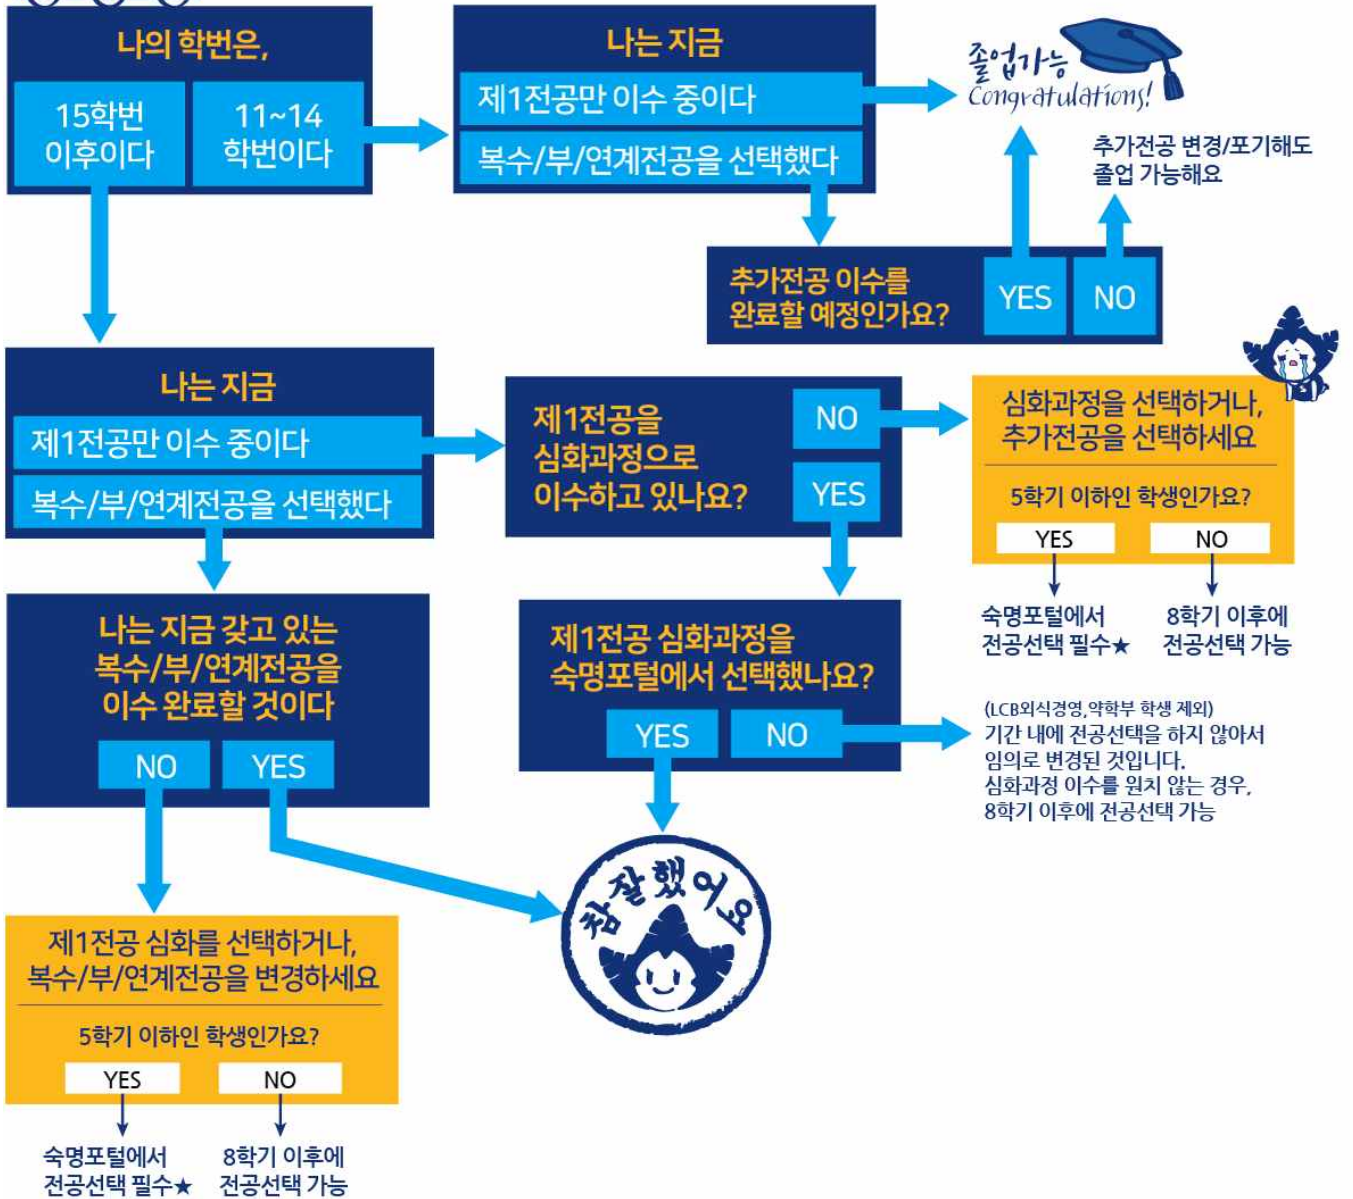 나의 학번은,
15학번
이후이다
11~14
학번이다
나는 지금
제1전공만 이수 중이다
복수/부/연계전공을 선택했다
졸업가능
Congratulations!
추가전공 변경/포기해도
졸업 가능해요
추가전공 이수를
완료할 예정인가요?
YES
NO
나는 지금
제1전공만 이수 중이다
복수/부/연계전공을 선택했다
제1전공을
심화과정으로
이수하고 있나요?
NO
YES
심화과정을 선택하거나,
추가전공을 선택하세요
5학기 이하인 학생인가요?
YES
NO
숙명포털에서
전공선택 필수★
8학기 이후에
전공선택 가능
나는 지금 갖고 있는
복수/부/연계전공을
이수 완료할 것이다
NO
YES
제1전공 심화과정을
숙명포털에서 선택했나요?
YES
NO
(LCB외식경영,약학부 학생 제외)
기간 내에 전공선택을 하지 않아서
임의로 변경된 것입니다.
심화과정 이수를 원치 않는 경우,
8학기 이후에 전공선택 가능
참 잘했어요
제1전공 심화를 선택하거나,
복수/부/연계전공을 변경하세요
5학기 이하인 학생인가요?
YES
NO
숙명포털에서
전공선택 필수★
8학기 이후에
전공선택 가능